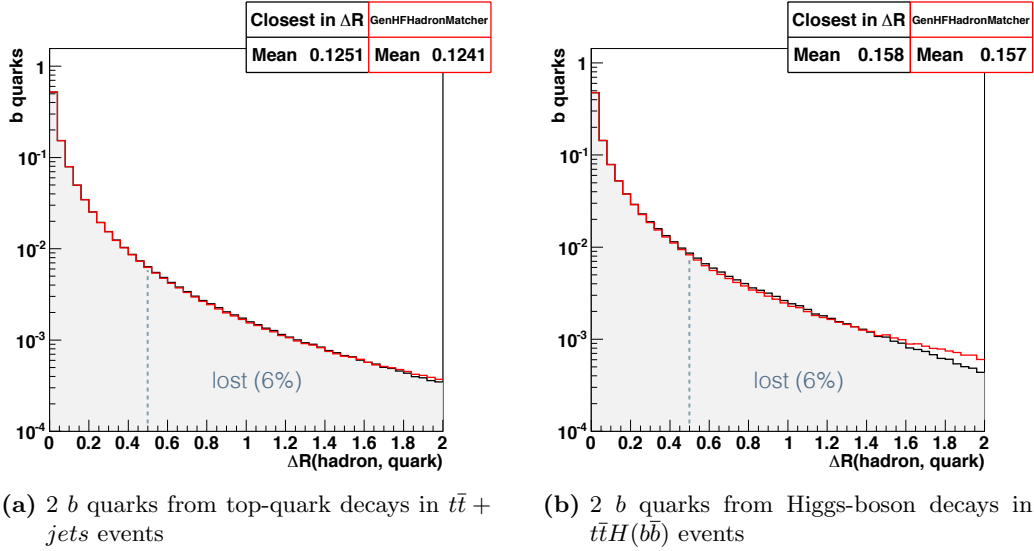 Closest in ΔR GenHFHadronMatcher
Mean 0.1251 Mean 0.1241
b quarks
1
10⁻¹
10⁻²
10⁻³
10⁻⁴
lost (6%)
0 0.2 0.4 0.6 0.8 1 1.2 1.4 1.6 1.8 2
ΔR(hadron, quark)
(a) 2 b quarks from top-quark decays in tt̄ +
jets events
Closest in ΔR GenHFHadronMatcher
Mean 0.158 Mean 0.157
b quarks
1
10⁻¹
10⁻²
10⁻³
10⁻⁴
lost (6%)
0 0.2 0.4 0.6 0.8 1 1.2 1.4 1.6 1.8 2
ΔR(hadron, quark)
(b) 2 b quarks from Higgs-boson decays in
tt̄H(bb̄) events